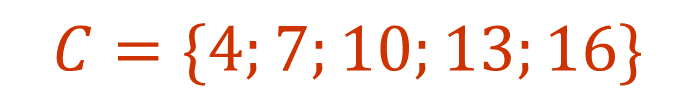 C = {4; 7; 10; 13; 16}